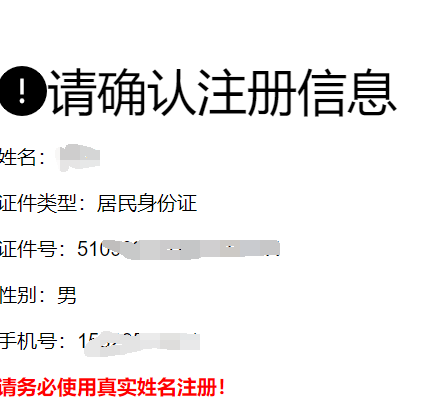 请确认注册信息
姓名：
证件类型：居民身份证
证件号：510
性别：男
手机号：15
请务必使用真实姓名注册！